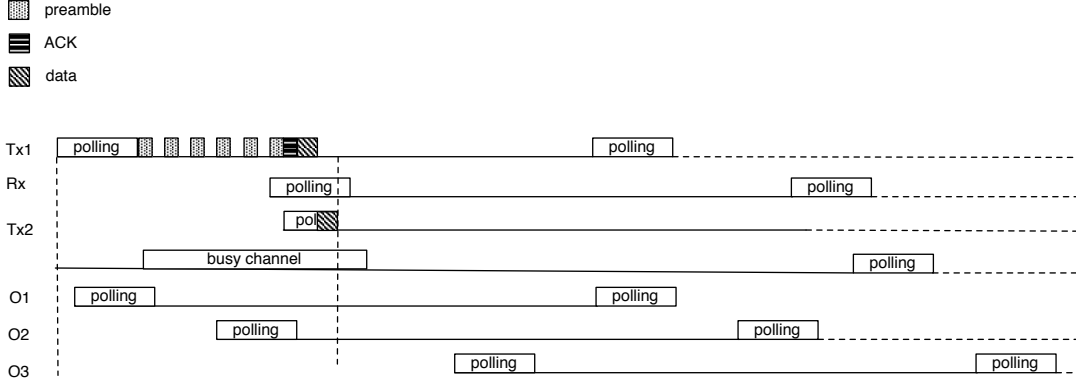 preamble
ACK
data
Tx1 polling polling
Rx polling polling
Tx2 pol
busy channel polling
O1 polling polling
O2 polling polling
O3 polling polling